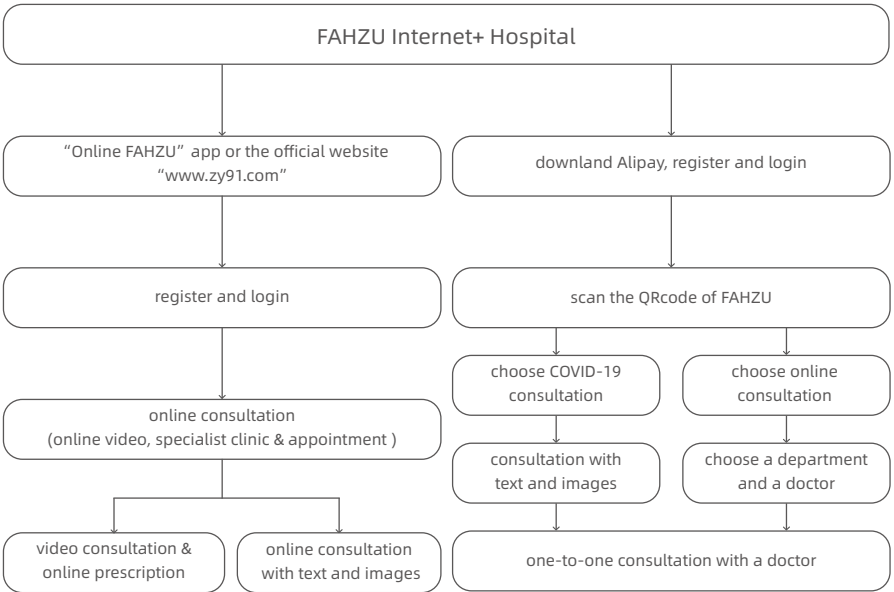 FAHZU Internet+ Hospital
“Online FAHZU” app or the official website
“www.zy91.com”
downland Alipay, register and login
register and login
scan the QRcode of FAHZU
choose COVID-19
consultation
choose online
consultation
online consultation
(online video, specialist clinic & appointment )
consultation with
text and images
choose a department
and a doctor
video consultation &
online prescription
online consultation
with text and images
one-to-one consultation with a doctor